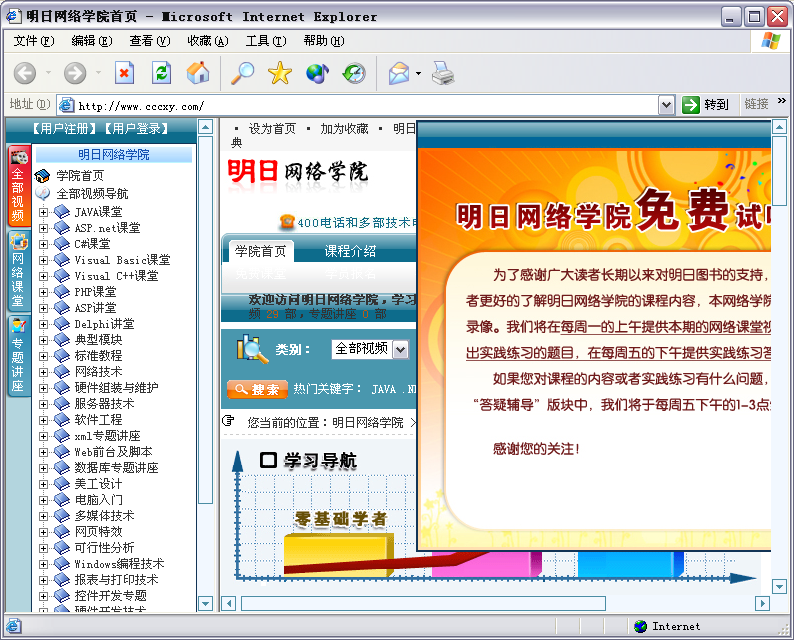 明日网络学院首页 - Microsoft Internet Explorer
文件(F) 编辑(E) 查看(V) 收藏(A) 工具(T) 帮助(H)
地址(D) http://www.cccxy.com/ 转到 链接 »
【用户注册】【用户登录】
全部视频
网络课堂
专题讲座
明日网络学院
学院首页
全部视频导航
JAVA课堂
ASP.net课堂
C#课堂
Visual Basic课堂
Visual C++课堂
PHP课堂
ASP讲堂
Delphi讲堂
典型模块
标准教程
网络技术
硬件组装与维护
服务器技术
软件工程
xml专题讲座
Web前台及脚本
数据库专题讲座
美工设计
电脑入门
多媒体技术
网页特效
可行性分析
Windows编程技术
报表与打印技术
控件开发专题
硬件开发技术
· 设为首页 · 加为收藏 · 明日
典
明日网络学院
400电话和多部技术
学院首页 课程介绍
欢迎访问明日网络学院，学习
部，专题讲座 部
类别： 全部视频
搜索 热门关键字： JAVA .N
您当前的位置：明日网络学院 >
学习导航
零基础学者
明日网络学院免费试
为了感谢广大读者长期以来对明日图书的支持，
者更好的了解明日网络学院的课程内容，本网络学院
录像。我们将在每周一的上午提供本期的网络课堂视
出实践练习的题目，在每周五的下午提供实践练习答
如果您对课程的内容或者实践练习有什么问题，
“答疑辅导”版块中，我们将于每周五下午的1-3点
感谢您的关注！
Internet